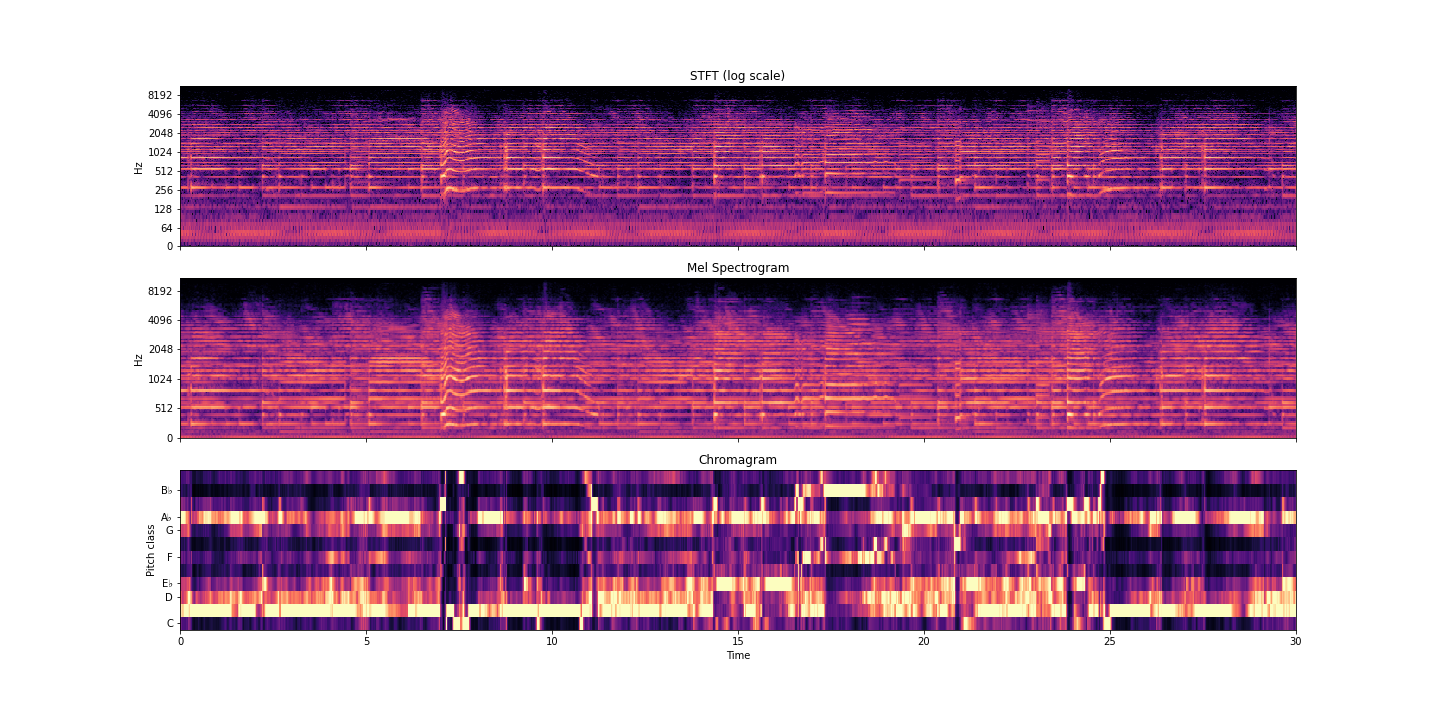 STFT (log scale)
8192
4096
2048
1024
512
256
128
64
0
Hz
Mel Spectrogram
8192
4096
2048
1024
512
0
Hz
Chromagram
B♭
A♭
G
F
E♭
D
C
Pitch class
0 5 10 15 20 25 30
Time